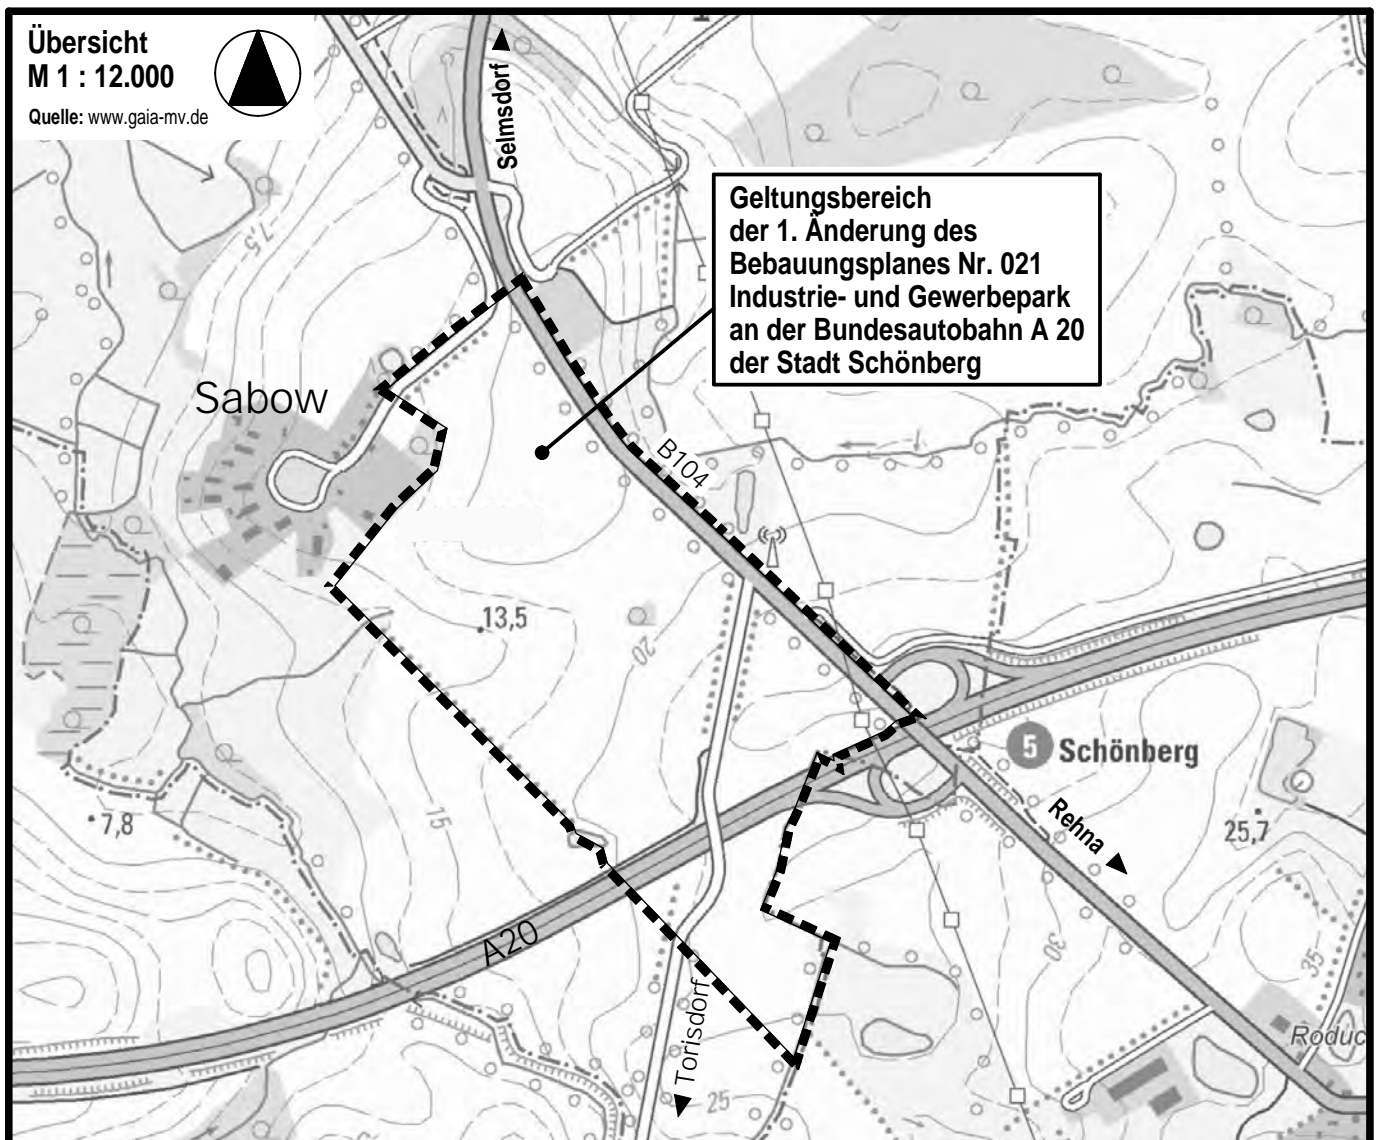 Übersicht
M 1 : 12.000
Quelle: www.gaia-mv.de
Selmsdorf
Geltungsbereich
der 1. Änderung des
Bebauungsplanes Nr. 021
Industrie- und Gewerbepark
an der Bundesautobahn A 20
der Stadt Schönberg
7,5
Sabow
B104
13,5
20
5 Schönberg
Rehna
7,8
15
25,7
A20
30
35
Torisdorf
25
Roduc